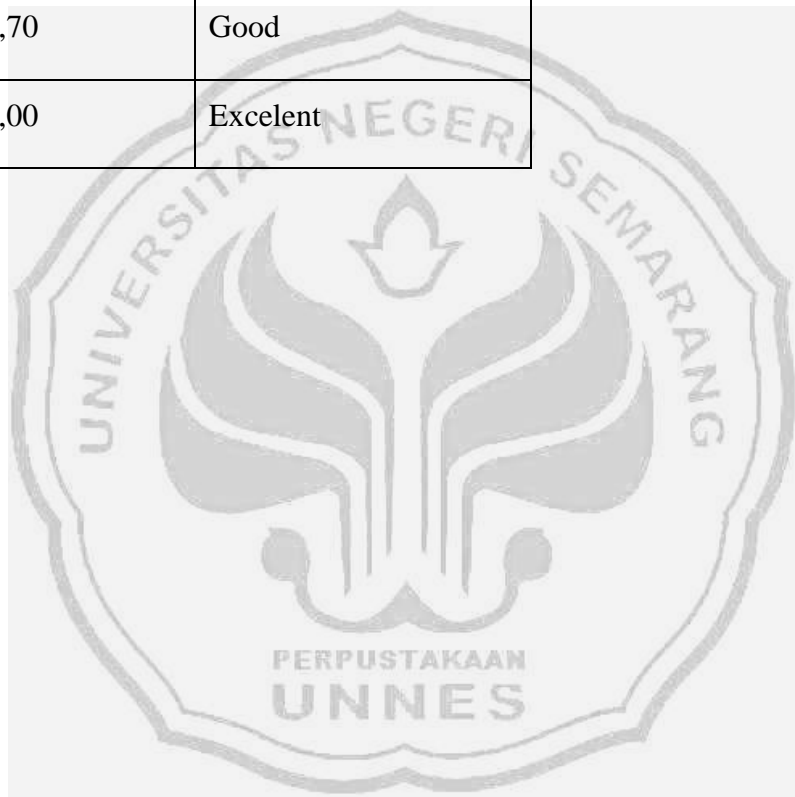 ,70 Good
,00 Excelent
UNIVERSITAS NEGERI SEMARANG
PERPUSTAKAAN
UNNES